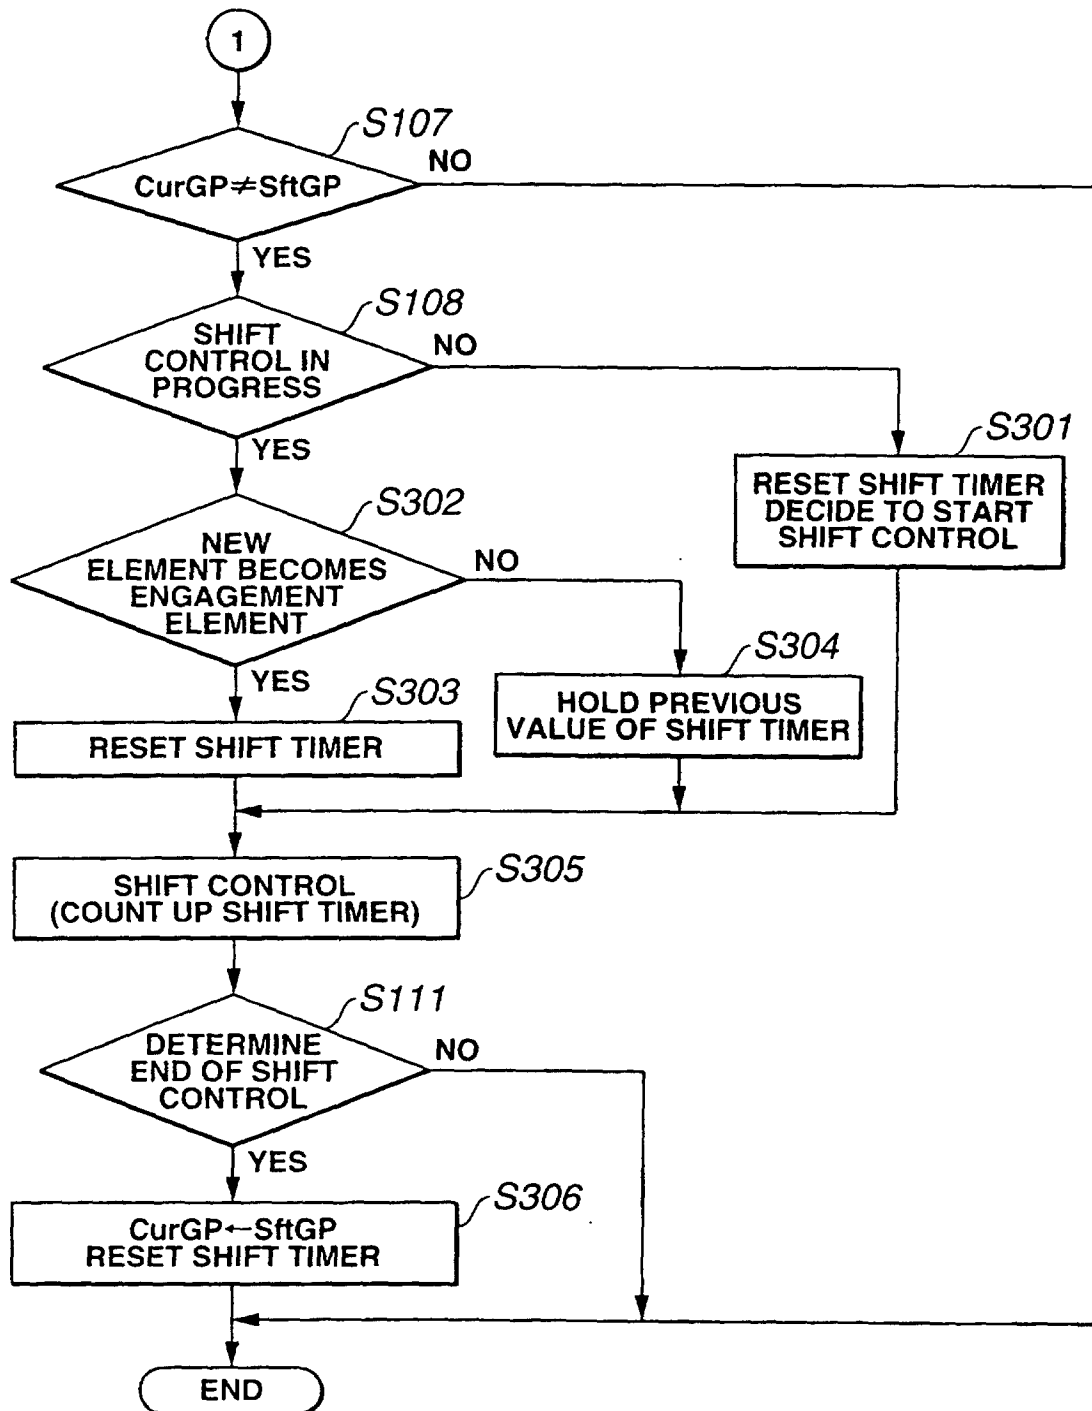 1
S107
CurGP≠SftGP
NO
YES
S108
SHIFT
CONTROL IN
PROGRESS
NO
YES
S301
RESET SHIFT TIMER
DECIDE TO START
SHIFT CONTROL
S302
NEW
ELEMENT BECOMES
ENGAGEMENT
ELEMENT
NO
YES
S304
HOLD PREVIOUS
VALUE OF SHIFT TIMER
S303
RESET SHIFT TIMER
S305
SHIFT CONTROL
(COUNT UP SHIFT TIMER)
S111
DETERMINE
END OF SHIFT
CONTROL
NO
YES
S306
CurGP←SftGP
RESET SHIFT TIMER
END